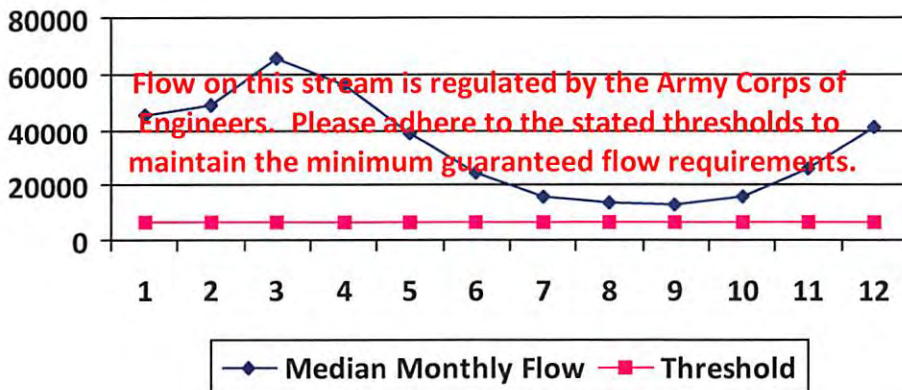 80000
60000
40000
20000
0
Flow on this stream is regulated by the Army Corps of
Engineers. Please adhere to the stated thresholds to
maintain the minimum guaranteed flow requirements.
1 2 3 4 5 6 7 8 9 10 11 12
Median Monthly Flow Threshold